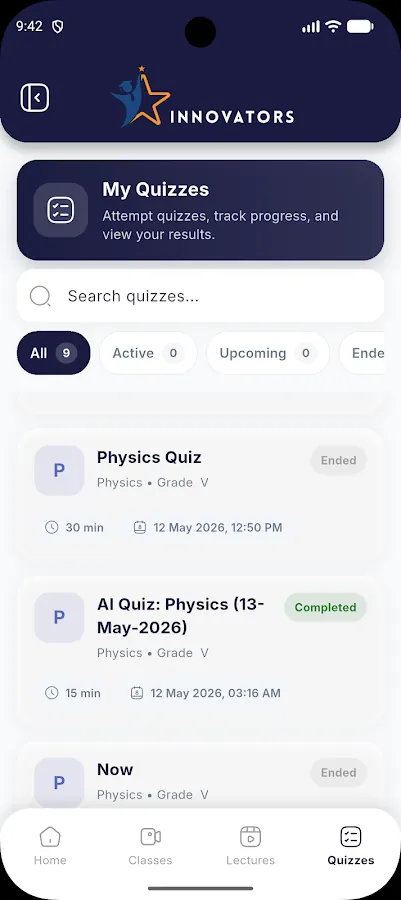 9:42
INNOVATORS
My Quizzes
Attempt quizzes, track progress, and
view your results.
Search quizzes...
All 9 Active 0 Upcoming 0 Ende
P Physics Quiz Ended
Physics • Grade V
30 min 12 May 2026, 12:50 PM
P AI Quiz: Physics (13- Completed
May-2026)
Physics • Grade V
15 min 12 May 2026, 03:16 AM
P Now Ended
Physics • Grade V
Home Classes Lectures Quizzes